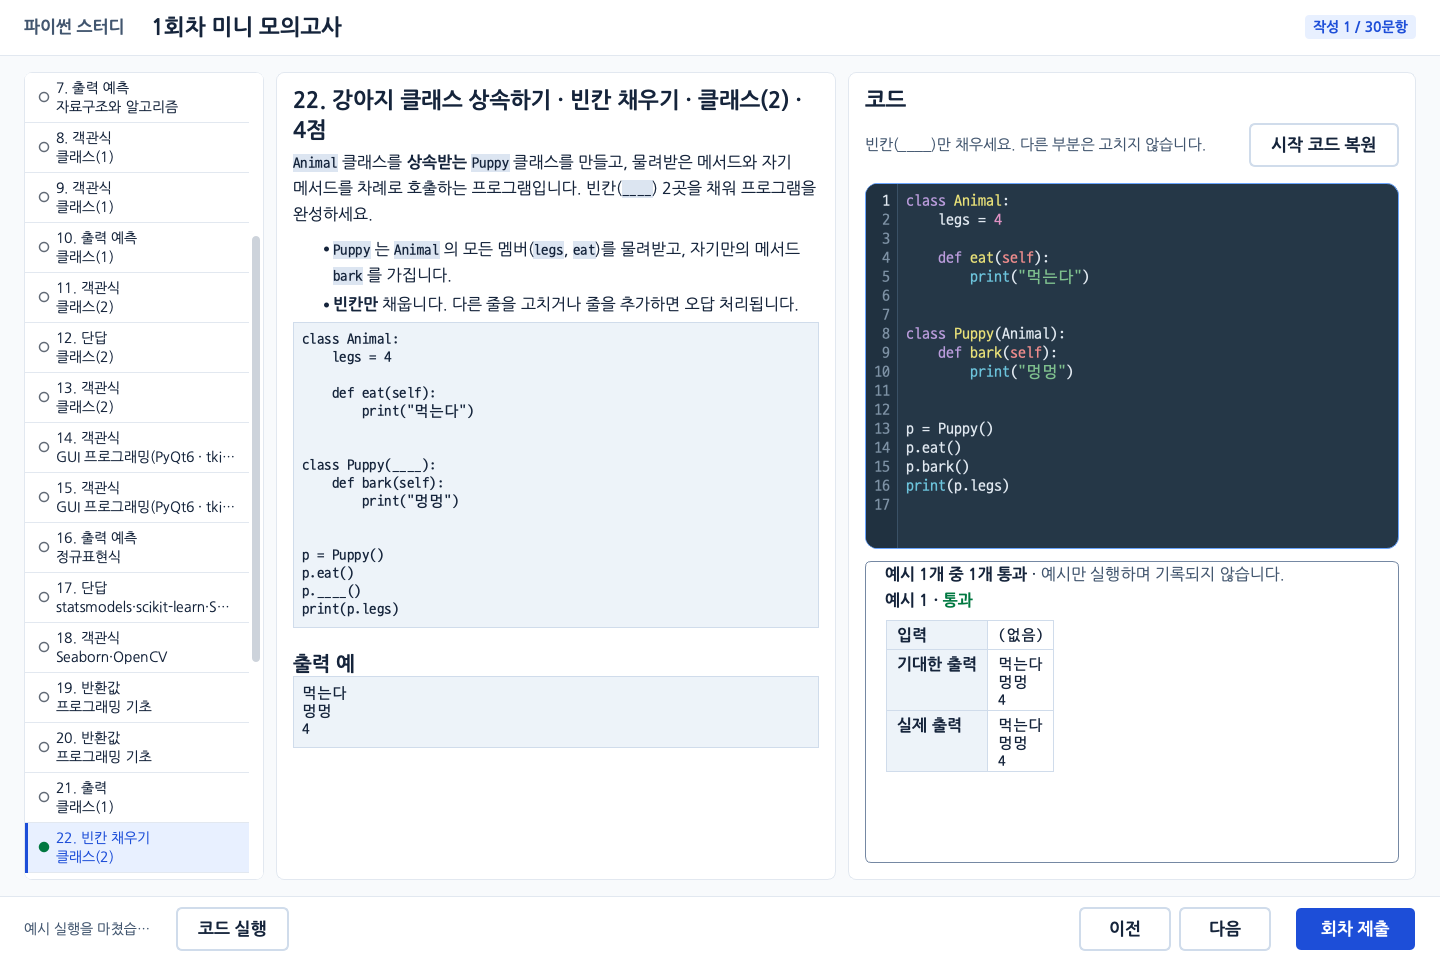 파이썬 스터디
1회차 미니 모의고사
작성 1 / 30문항
7. 출력 예측
자료구조와 알고리즘
8. 객관식
클래스(1)
9. 객관식
클래스(1)
10. 출력 예측
클래스(1)
11. 객관식
클래스(2)
12. 단답
클래스(2)
13. 객관식
클래스(2)
14. 객관식
GUI 프로그래밍(PyQt6 · tki…
15. 객관식
GUI 프로그래밍(PyQt6 · tki…
16. 출력 예측
정규표현식
17. 단답
statsmodels·scikit-learn·S…
18. 객관식
Seaborn·OpenCV
19. 반환값
프로그래밍 기초
20. 반환값
프로그래밍 기초
21. 출력
클래스(1)
22. 빈칸 채우기
클래스(2)
22. 강아지 클래스 상속하기 · 빈칸 채우기 · 클래스(2) ·
4점
Animal 클래스를 상속받는 Puppy 클래스를 만들고, 물려받은 메서드와 자기
메서드를 차례로 호출하는 프로그램입니다. 빈칸(____) 2곳을 채워 프로그램을
완성하세요.
• Puppy 는 Animal 의 모든 멤버(legs, eat)를 물려받고, 자기만의 메서드
bark 를 가집니다.
• 빈칸만 채웁니다. 다른 줄을 고치거나 줄을 추가하면 오답 처리됩니다.
class Animal:
    legs = 4
    def eat(self):
        print("먹는다")
class Puppy(____):
    def bark(self):
        print("멍멍")
p = Puppy()
p.eat()
p.____()
print(p.legs)
출력 예
먹는다
멍멍
4
코드
빈칸(____)만 채우세요. 다른 부분은 고치지 않습니다.
시작 코드 복원
1 class Animal:
2     legs = 4
3
4     def eat(self):
5         print("먹는다")
6
7
8 class Puppy(Animal):
9     def bark(self):
10         print("멍멍")
11
12
13 p = Puppy()
14 p.eat()
15 p.bark()
16 print(p.legs)
17
예시 1개 중 1개 통과 · 예시만 실행하며 기록되지 않습니다.
예시 1 · 통과
입력 (없음)
기대한 출력 먹는다
멍멍
4
실제 출력 먹는다
멍멍
4
예시 실행을 마쳤습…
코드 실행
이전
다음
회차 제출